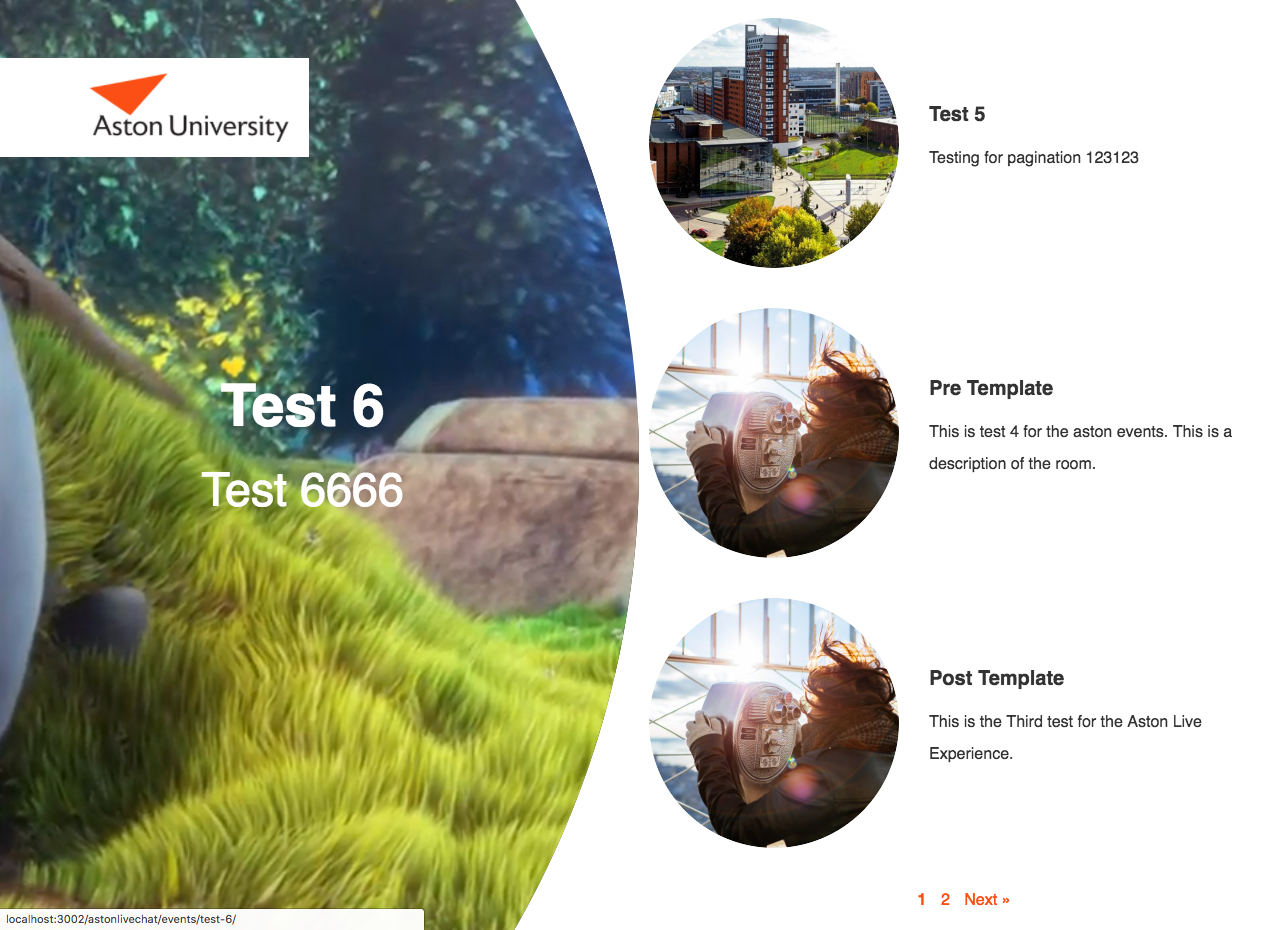 Aston University
Test 6
Test 6666
Test 5
Testing for pagination 123123
Pre Template
This is test 4 for the aston events. This is a
description of the room.
Post Template
This is the Third test for the Aston Live
Experience.
1 2 Next »
localhost:3002/astonlivechat/events/test-6/